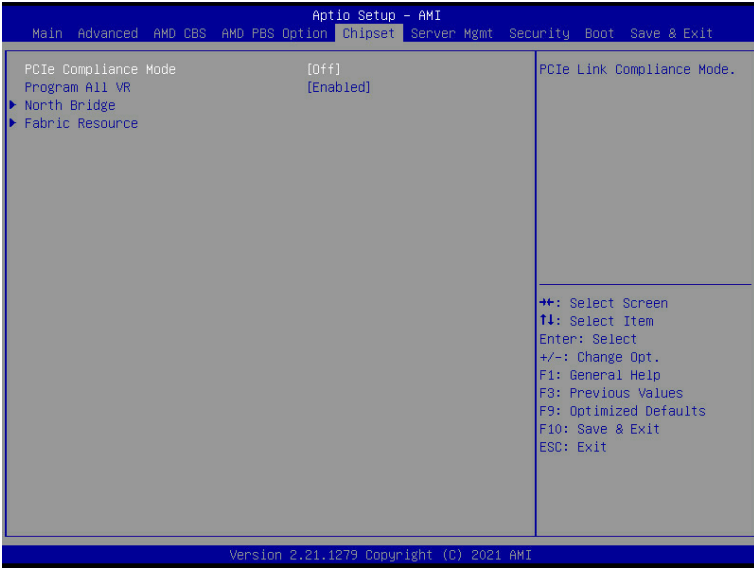 Aptio Setup – AMI
Main Advanced AMD CBS AMD PBS Option Chipset Server Mgmt Security Boot Save & Exit
PCIe Compliance Mode [Off]
Program All VR [Enabled]
North Bridge
Fabric Resource
PCIe Link Compliance Mode.
→←: Select Screen
↑↓: Select Item
Enter: Select
+/-: Change Opt.
F1: General Help
F3: Previous Values
F9: Optimized Defaults
F10: Save & Exit
ESC: Exit
Version 2.21.1279 Copyright (C) 2021 AMI